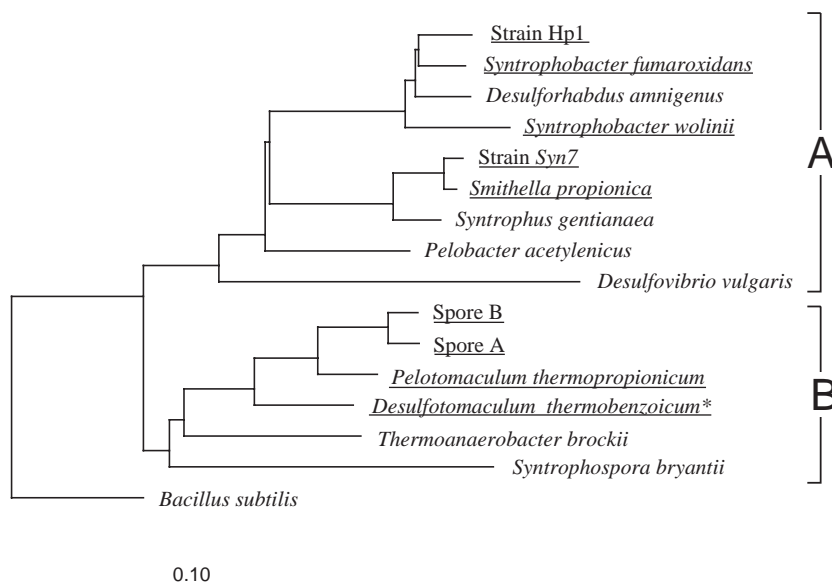 Strain Hp1
Syntrophobacter fumaroxidans
Desulforhabdus amnigenus
Syntrophobacter wolinii
Strain Syn7
Smithella propionica
Syntrophus gentianaea
Pelobacter acetylenicus
Desulfovibrio vulgaris
A
Spore B
Spore A
Pelotomaculum thermopropionicum
Desulfotomaculum thermobenzoicum*
Thermoanaerobacter brockii
Syntrophospora bryantii
B
Bacillus subtilis
0.10